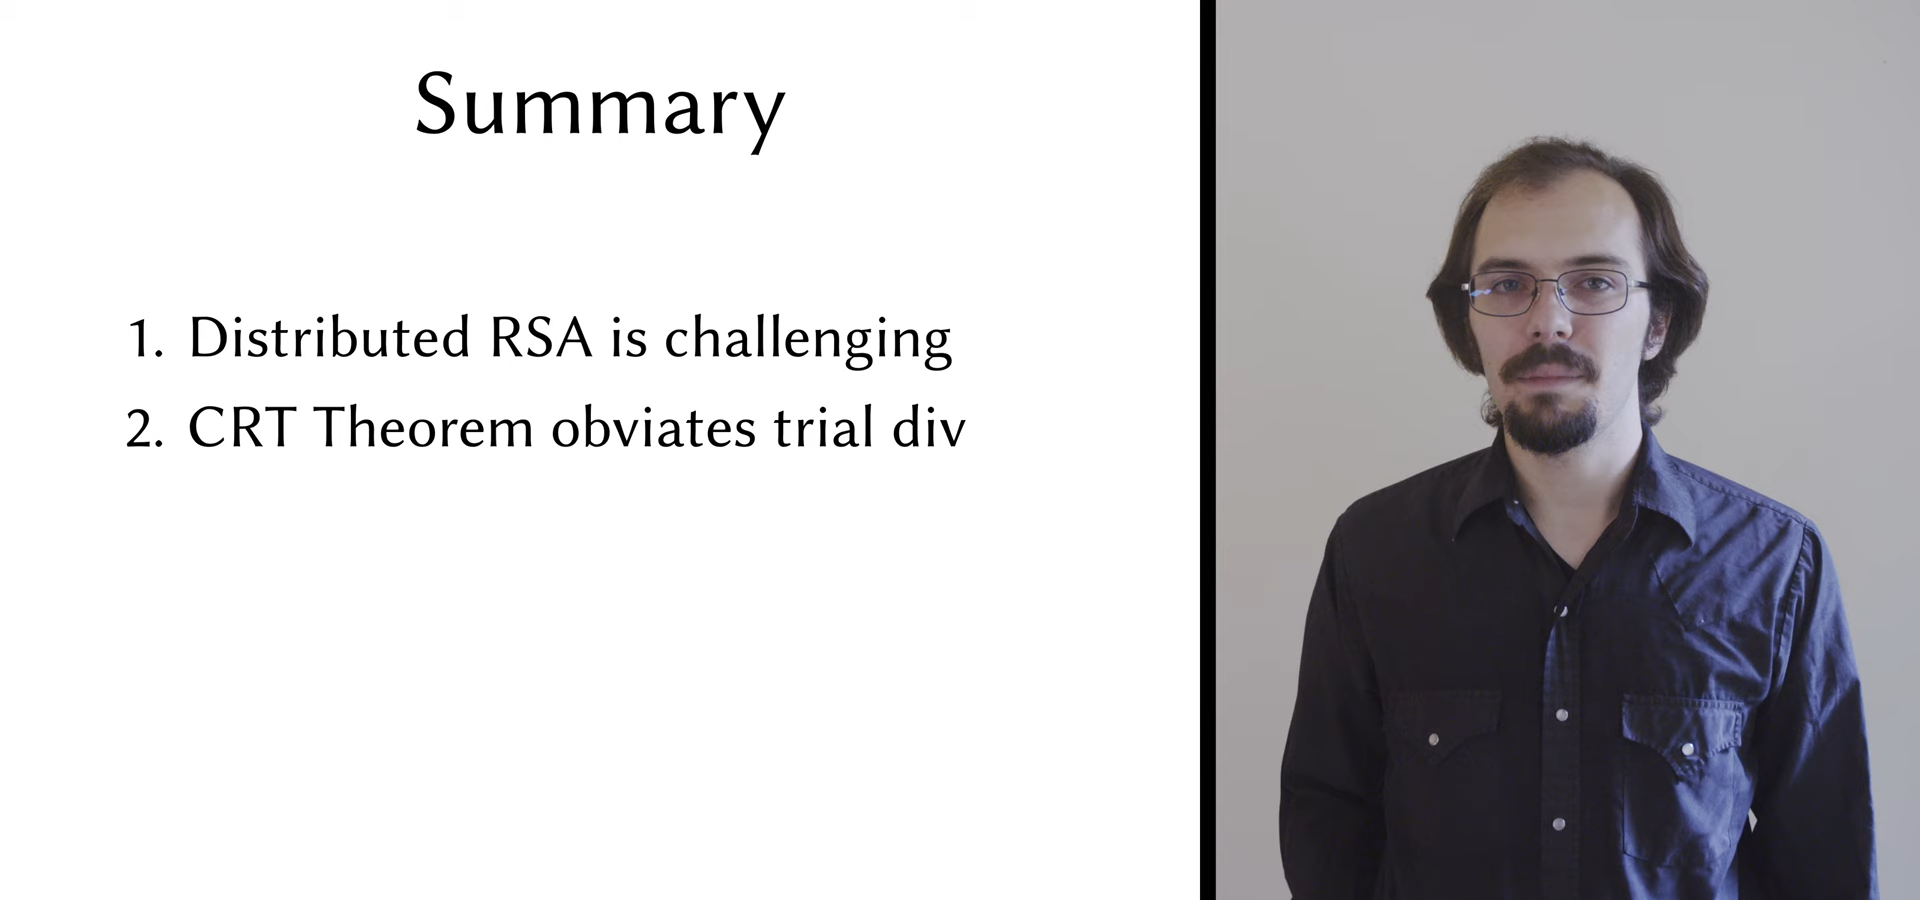 Summary
1. Distributed RSA is challenging
2. CRT Theorem obviates trial div